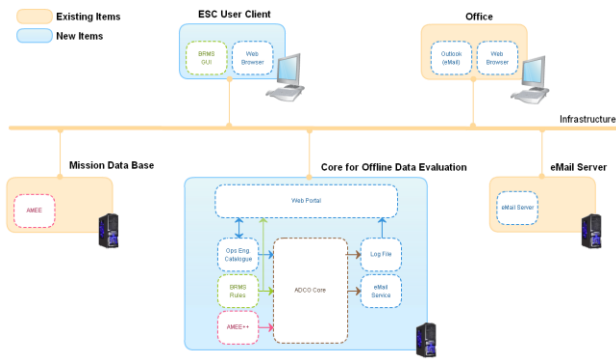 Existing Items
New Items
ESC User Client
BRMS
GUI
Web
Browser
Office
Outlook
(eMail)
Web
Browser
Infrastructure
Mission Data Base
AMEE
Core for Offline Data Evaluation
Web Portal
Ops Eng
Catalogue
BRMS
Rules
AMEE++
ADCO Core
Log File
eMail
Service
eMail Server
eMail Server